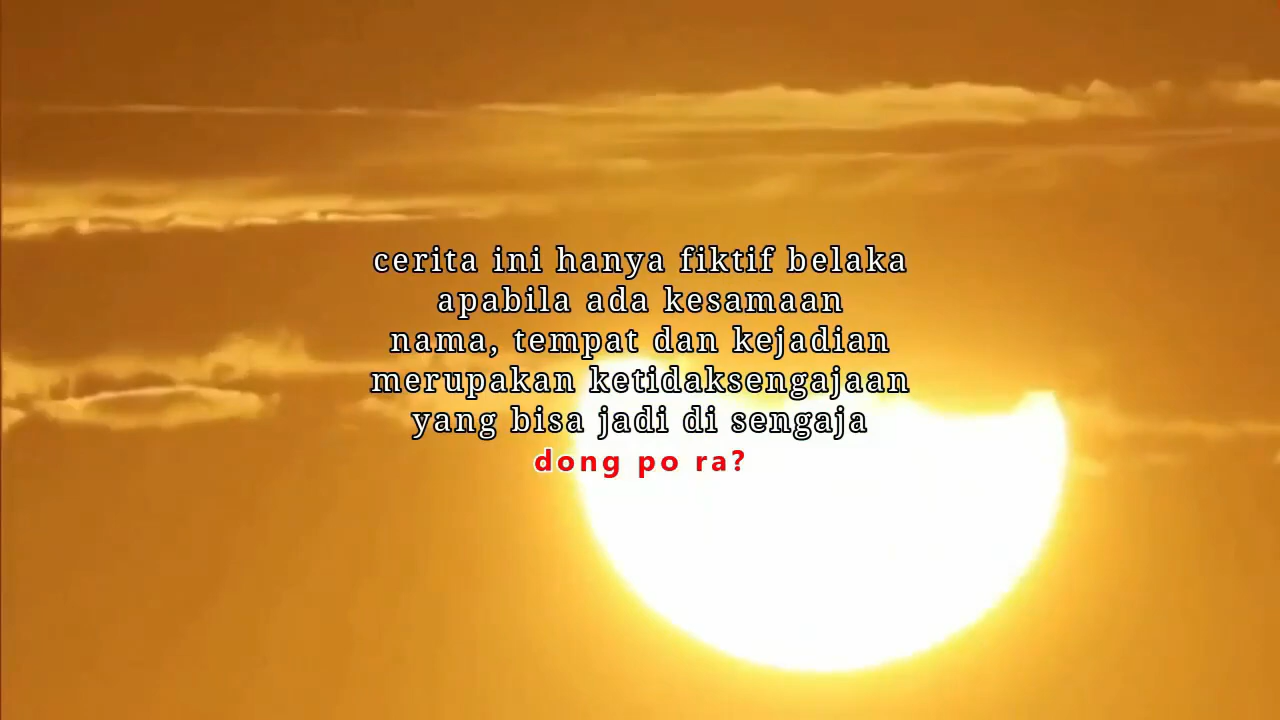 cerita ini hanya fiktif belaka
apabila ada kesamaan
nama, tempat dan kejadian
merupakan ketidaksengajaan
yang bisa jadi di sengaja
dong po ra?